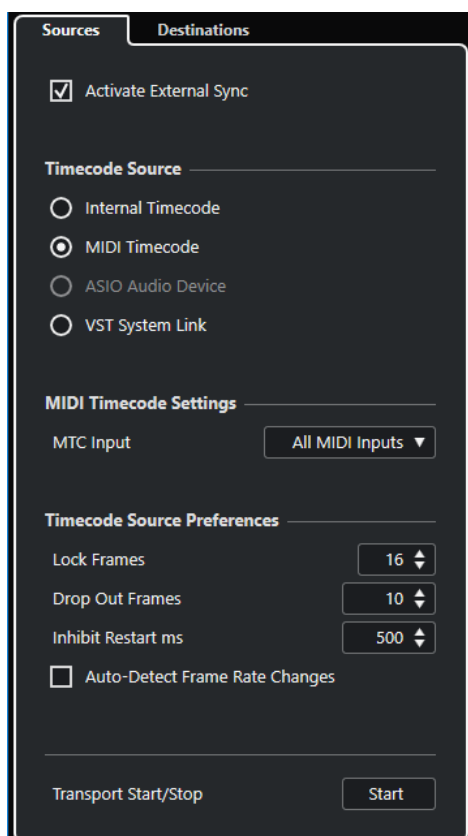 Sources Destinations
Activate External Sync
Timecode Source
Internal Timecode
MIDI Timecode
ASIO Audio Device
VST System Link
MIDI Timecode Settings
MTC Input All MIDI Inputs
Timecode Source Preferences
Lock Frames 16
Drop Out Frames 10
Inhibit Restart ms 500
Auto-Detect Frame Rate Changes
Transport Start/Stop Start